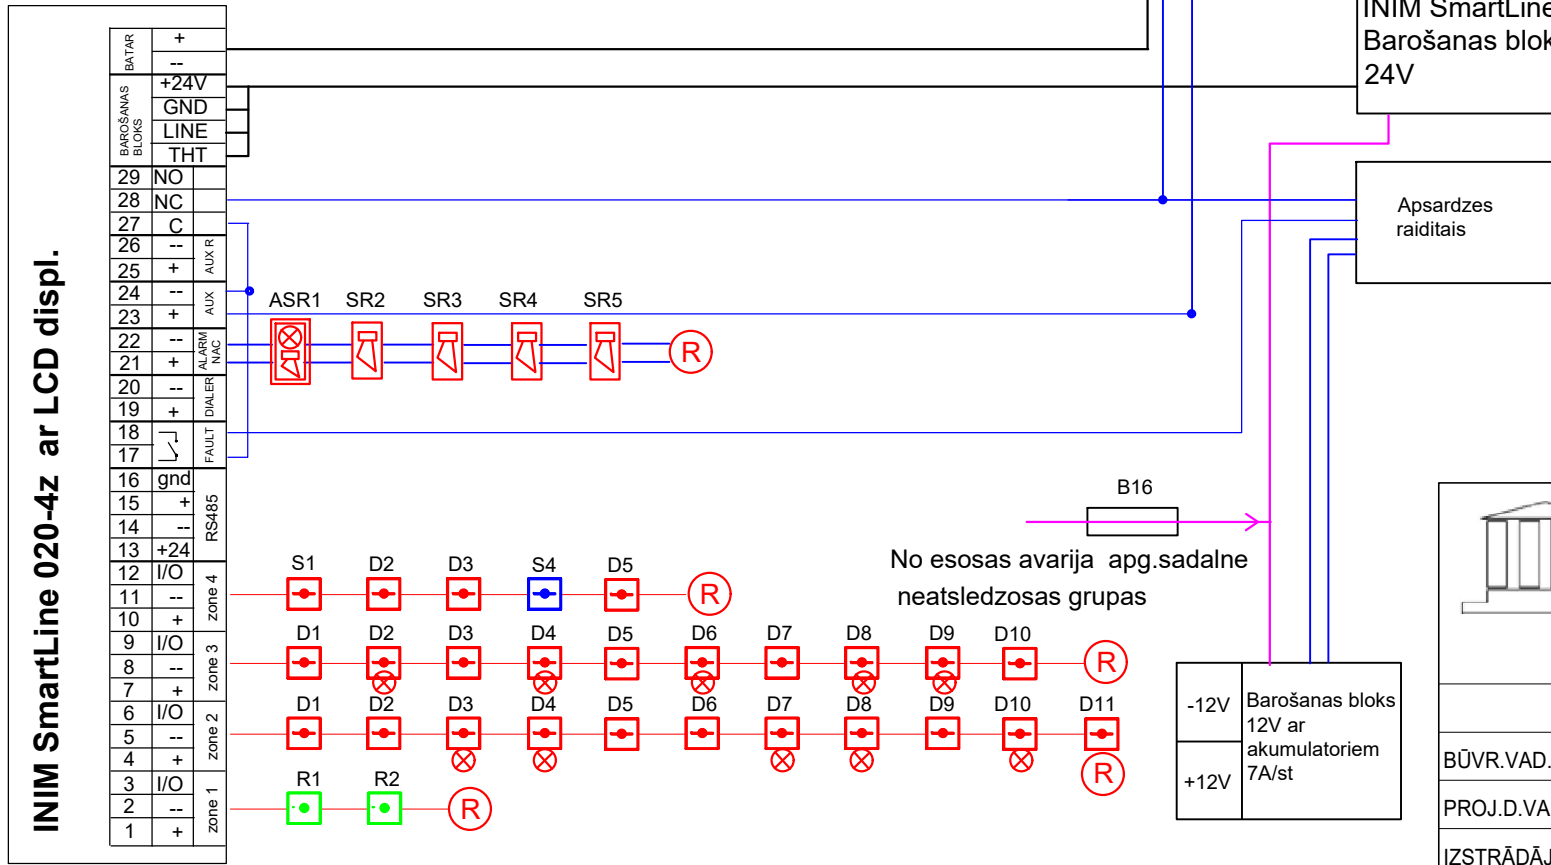 INIM SmartLine 020-4z ar LCD displ.
BATAR
+
--
BAROŠANAS
BLOKS
+24V
GND
LINE
THT
29 NO
28 NC
27 C
26 --
25 +
AUX R
24 --
23 +
AUX
22 --
21 +
ALARM
NAC
20 --
19 +
DIALER
18
17
FAULT
16 gnd
15 +
14 --
13 +24
RS485
12 I/O
11 --
10 +
zone 4
9 I/O
8 --
7 +
zone 3
6 I/O
5 --
4 +
zone 2
3 I/O
2 --
1 +
zone 1
ASR1 SR2 SR3 SR4 SR5
R
S1 D2 D3 S4 D5
R
D1 D2 D3 D4 D5 D6 D7 D8 D9 D10
R
D1 D2 D3 D4 D5 D6 D7 D8 D9 D10 D11
R
R1 R2
R
INIM SmartLine
Barošanas blok
24V
Apsardzes
raiditais
B16
No esosas avarija apg.sadalne
neatsledzosas grupas
-12V
+12V
Barošanas bloks
12V ar
akumulatoriem
7A/st
BŪVR.VAD.
PROJ.D.VA
IZSTRĀDĀJ